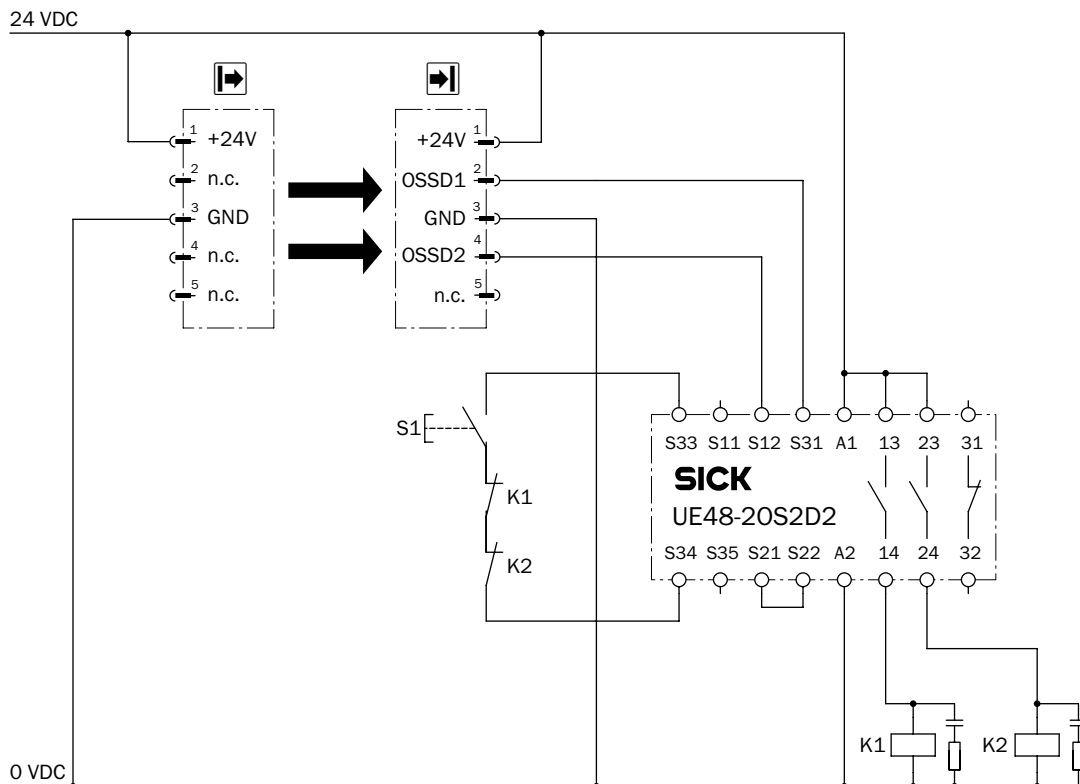 24 VDC
1 +24V
2 n.c.
3 GND
4 n.c.
5 n.c.
+24V 1
OSSD1 2
GND 3
OSSD2 4
n.c. 5
S1
K1
K2
S33 S11 S12 S31 A1 13 23 31
SICK
UE48-2OS2D2
S34 S35 S21 S22 A2 14 24 32
K1
K2
0 VDC